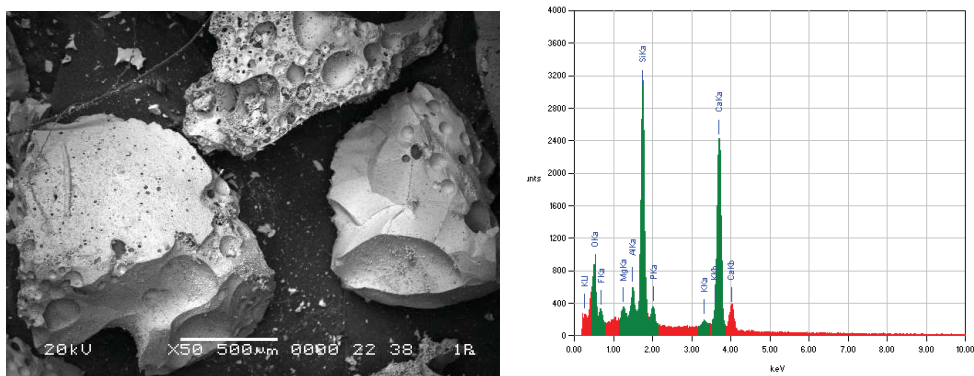 20kV X50 500μm 0000 22 38 1R
4000
3600
3200
2800
2400
2000
1600
1200
800
400
0
unts
KLl
OKa
FKa
MgKa
AlKa
SiKa
PKa
KKa
KKb
CaKa
CaKb
0.00 1.00 2.00 3.00 4.00 5.00 6.00 7.00 8.00 9.00 10.00
keV